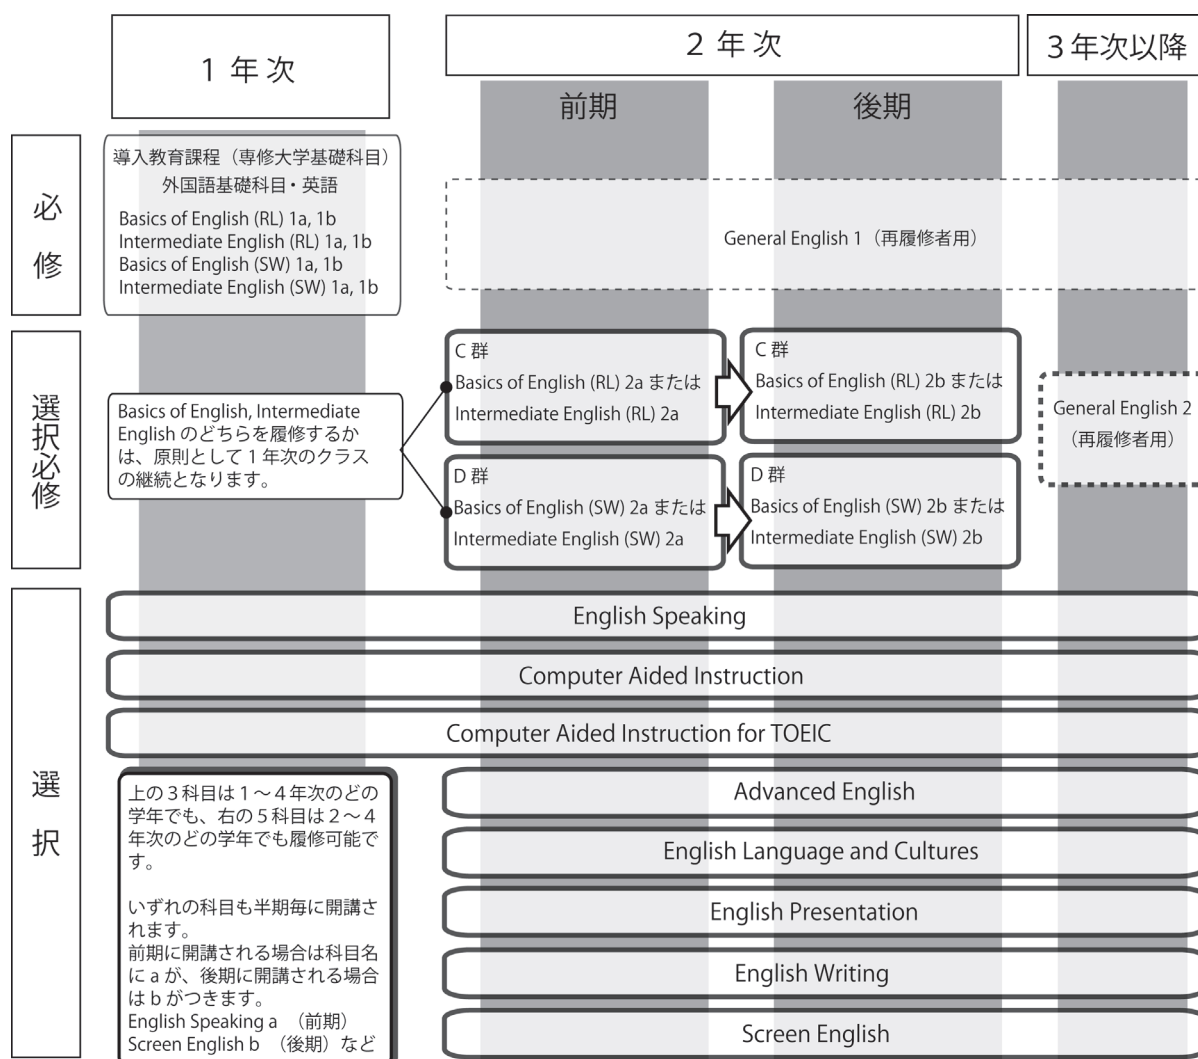 1 年 次
2 年 次
3 年次以降
前期
後期
必
修
導入教育課程（専修大学基礎科目）
外国語基礎科目・英語
Basics of English (RL) 1a, 1b
Intermediate English (RL) 1a, 1b
Basics of English (SW) 1a, 1b
Intermediate English (SW) 1a, 1b
General English 1（再履修者用）
選
択
必
修
Basics of English, Intermediate
English のどちらを履修するか
は、原則として 1 年次のクラス
の継続となります。
C 群
Basics of English (RL) 2a または
Intermediate English (RL) 2a
C 群
Basics of English (RL) 2b または
Intermediate English (RL) 2b
D 群
Basics of English (SW) 2a または
Intermediate English (SW) 2a
D 群
Basics of English (SW) 2b または
Intermediate English (SW) 2b
General English 2
（再履修者用）
選
択
English Speaking
Computer Aided Instruction
Computer Aided Instruction for TOEIC
上の 3 科目は 1～4 年次のどの
学年でも、右の 5 科目は 2～4
年次のどの学年でも履修可能で
す。
いずれの科目も半期毎に開講さ
れます。
前期に開講される場合は科目名
に a が、後期に開講される場合
は b がつきます。
English Speaking a （前期）
Screen English b （後期）など
Advanced English
English Language and Cultures
English Presentation
English Writing
Screen English